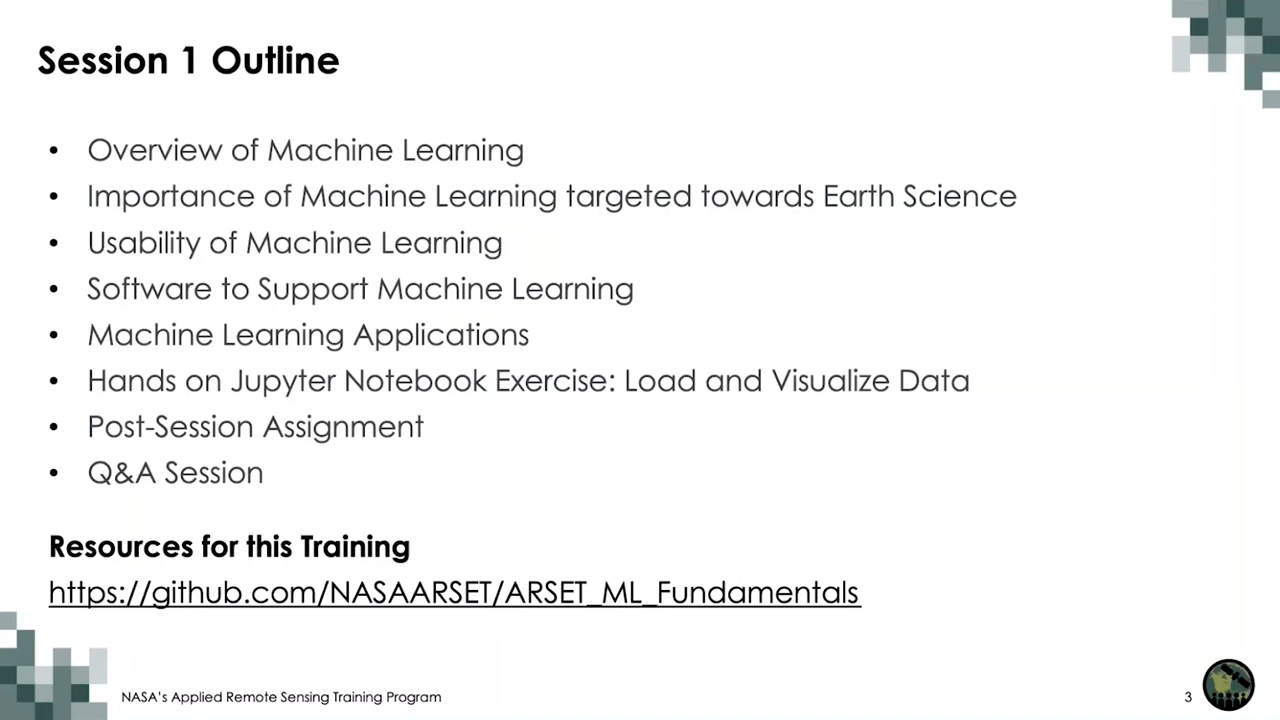 Session 1 Outline
• Overview of Machine Learning
• Importance of Machine Learning targeted towards Earth Science
• Usability of Machine Learning
• Software to Support Machine Learning
• Machine Learning Applications
• Hands on Jupyter Notebook Exercise: Load and Visualize Data
• Post-Session Assignment
• Q&A Session
Resources for this Training
https://github.com/NASAARSET/ARSET_ML_Fundamentals
NASA's Applied Remote Sensing Training Program
3